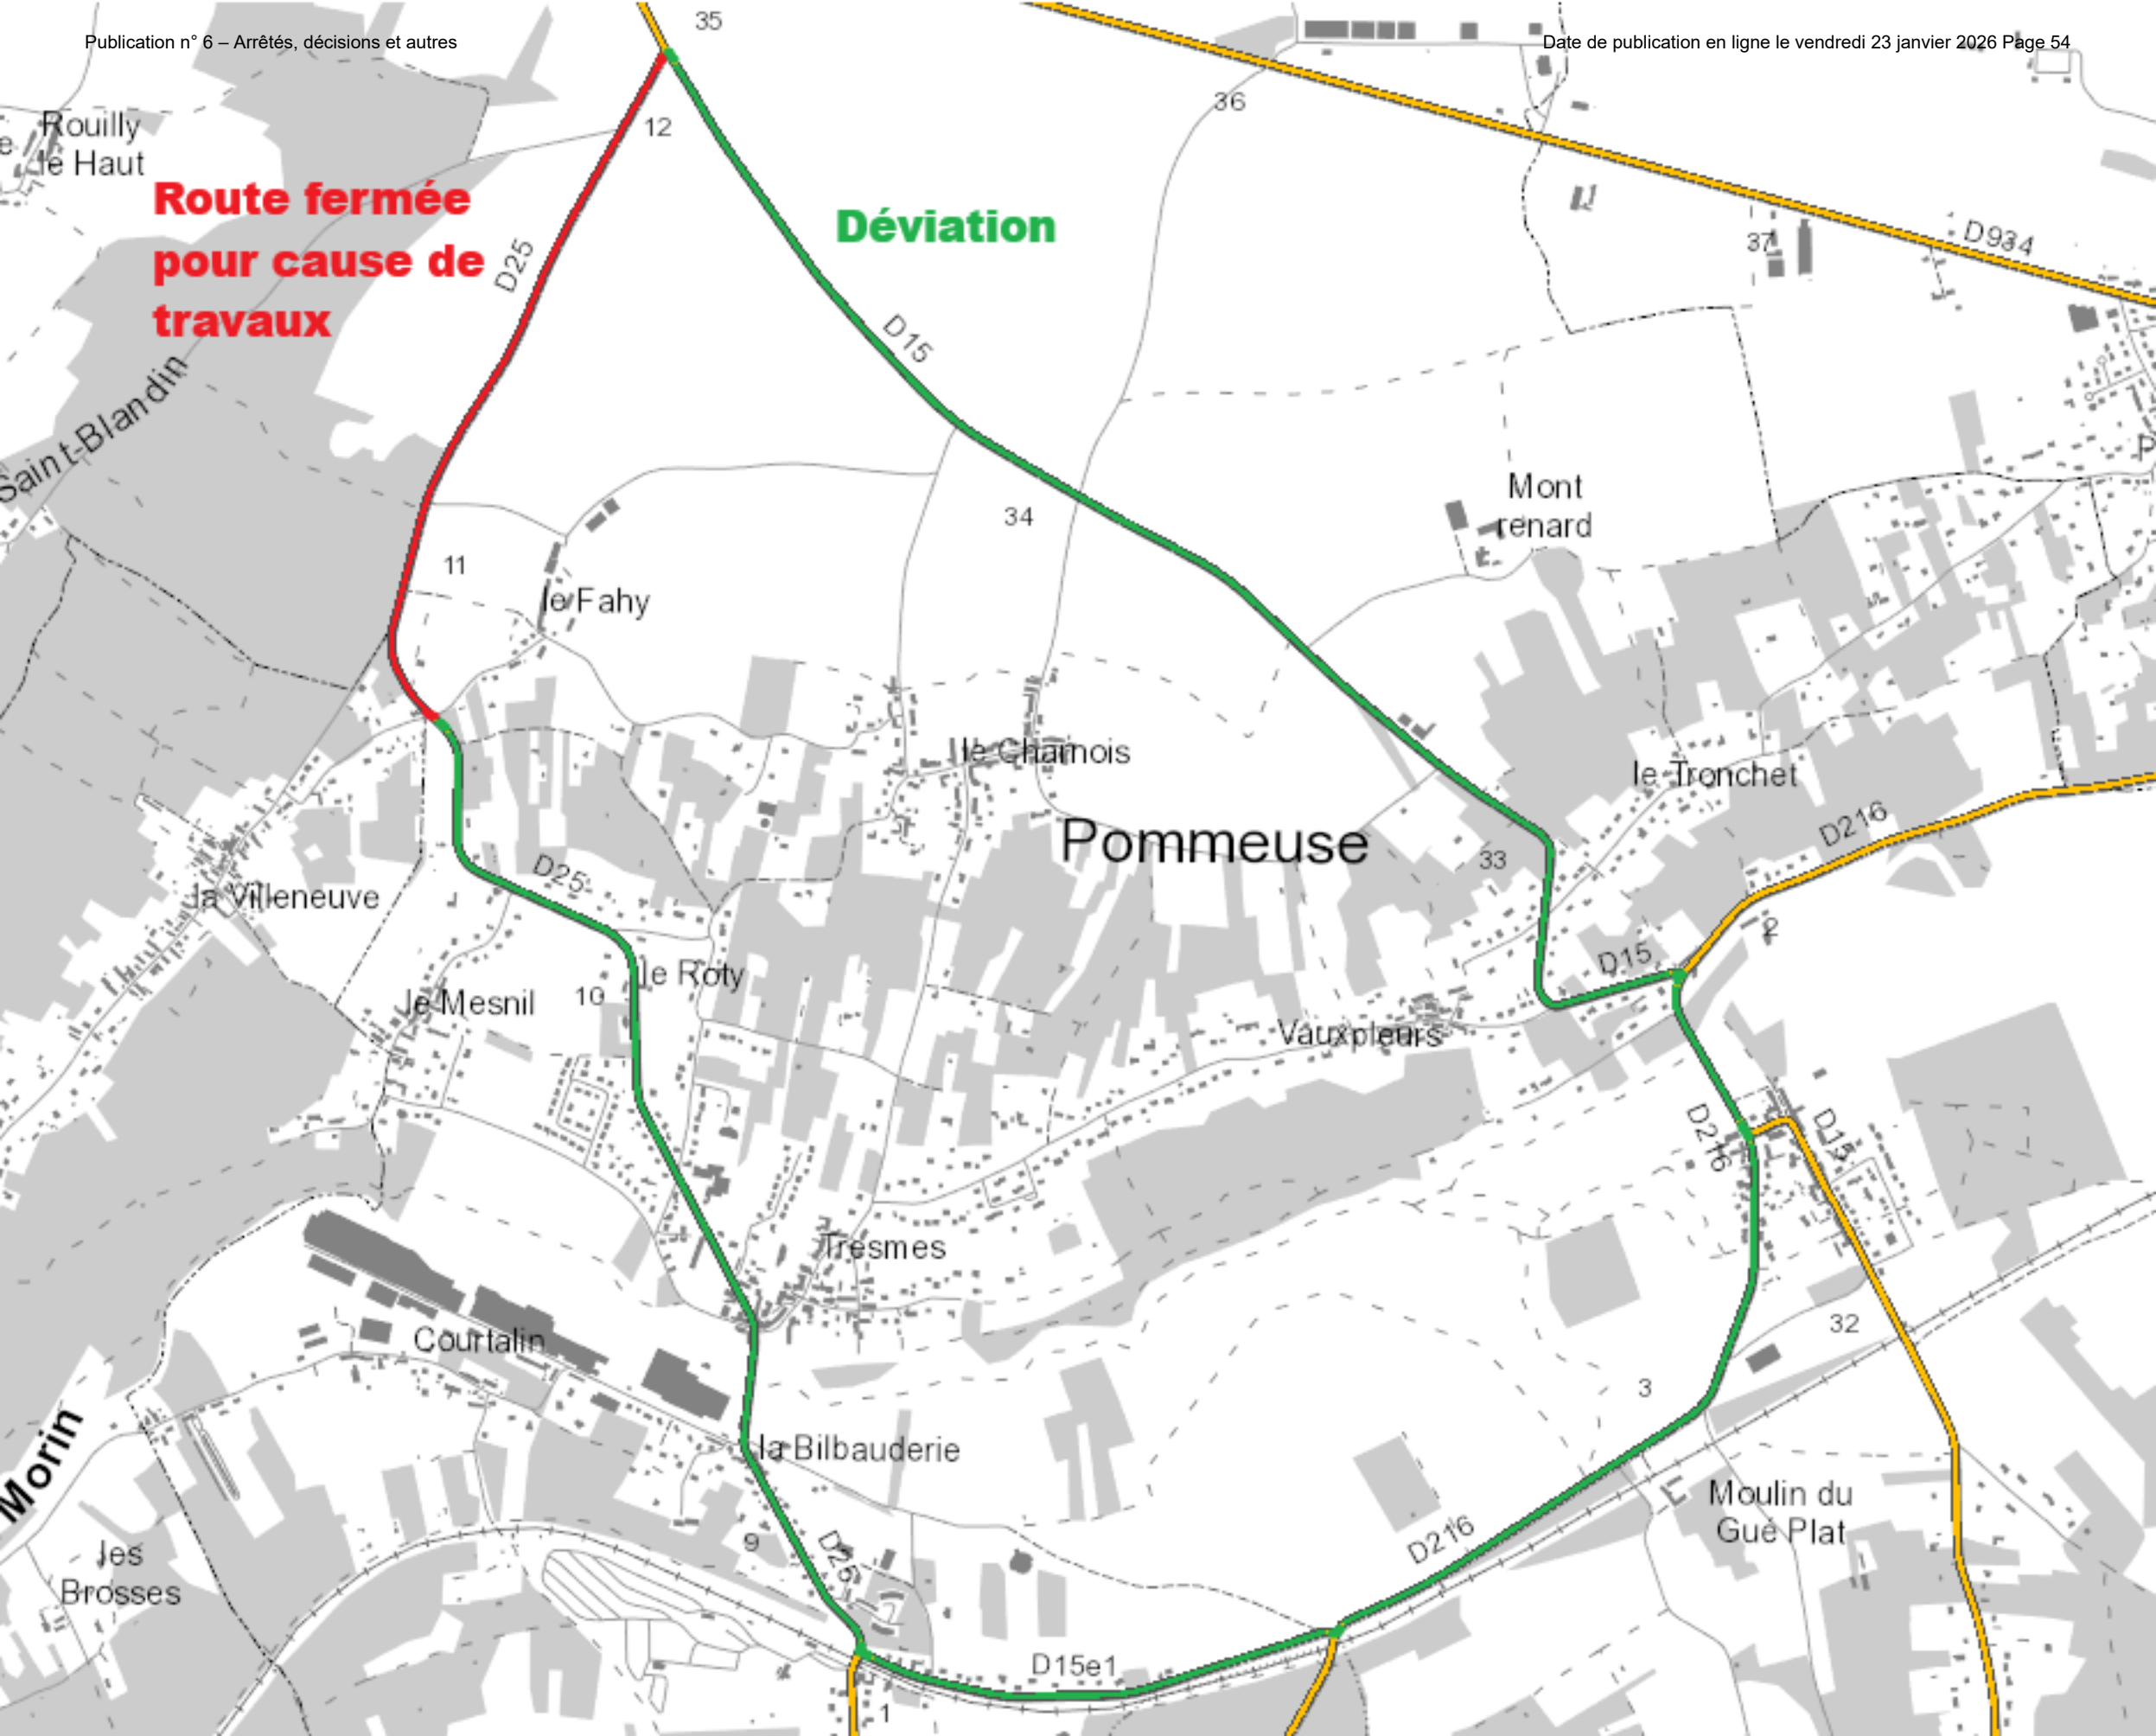 Publication n° 6 – Arrêtés, décisions et autres
Date de publication en ligne le vendredi 23 janvier 2026 Page 54
35
36
12
Rouilly
le Haut
Route fermée
pour cause de
travaux
Déviation
D25
D15
37
D934
Saint-Blandin
34
Mont
renard
11
le Fahy
le Charnois
le Tronchet
Pommeuse
D216
33
D25
la Villeneuve
2
D15
le Roty
10
le Mesnil
Vauxpleurs
D216
D15
Tresmes
32
Courtalin
3
la Bilbauderie
Morin
Moulin du
Gué Plat
D216
9
D25
les
Brosses
D15e1
1